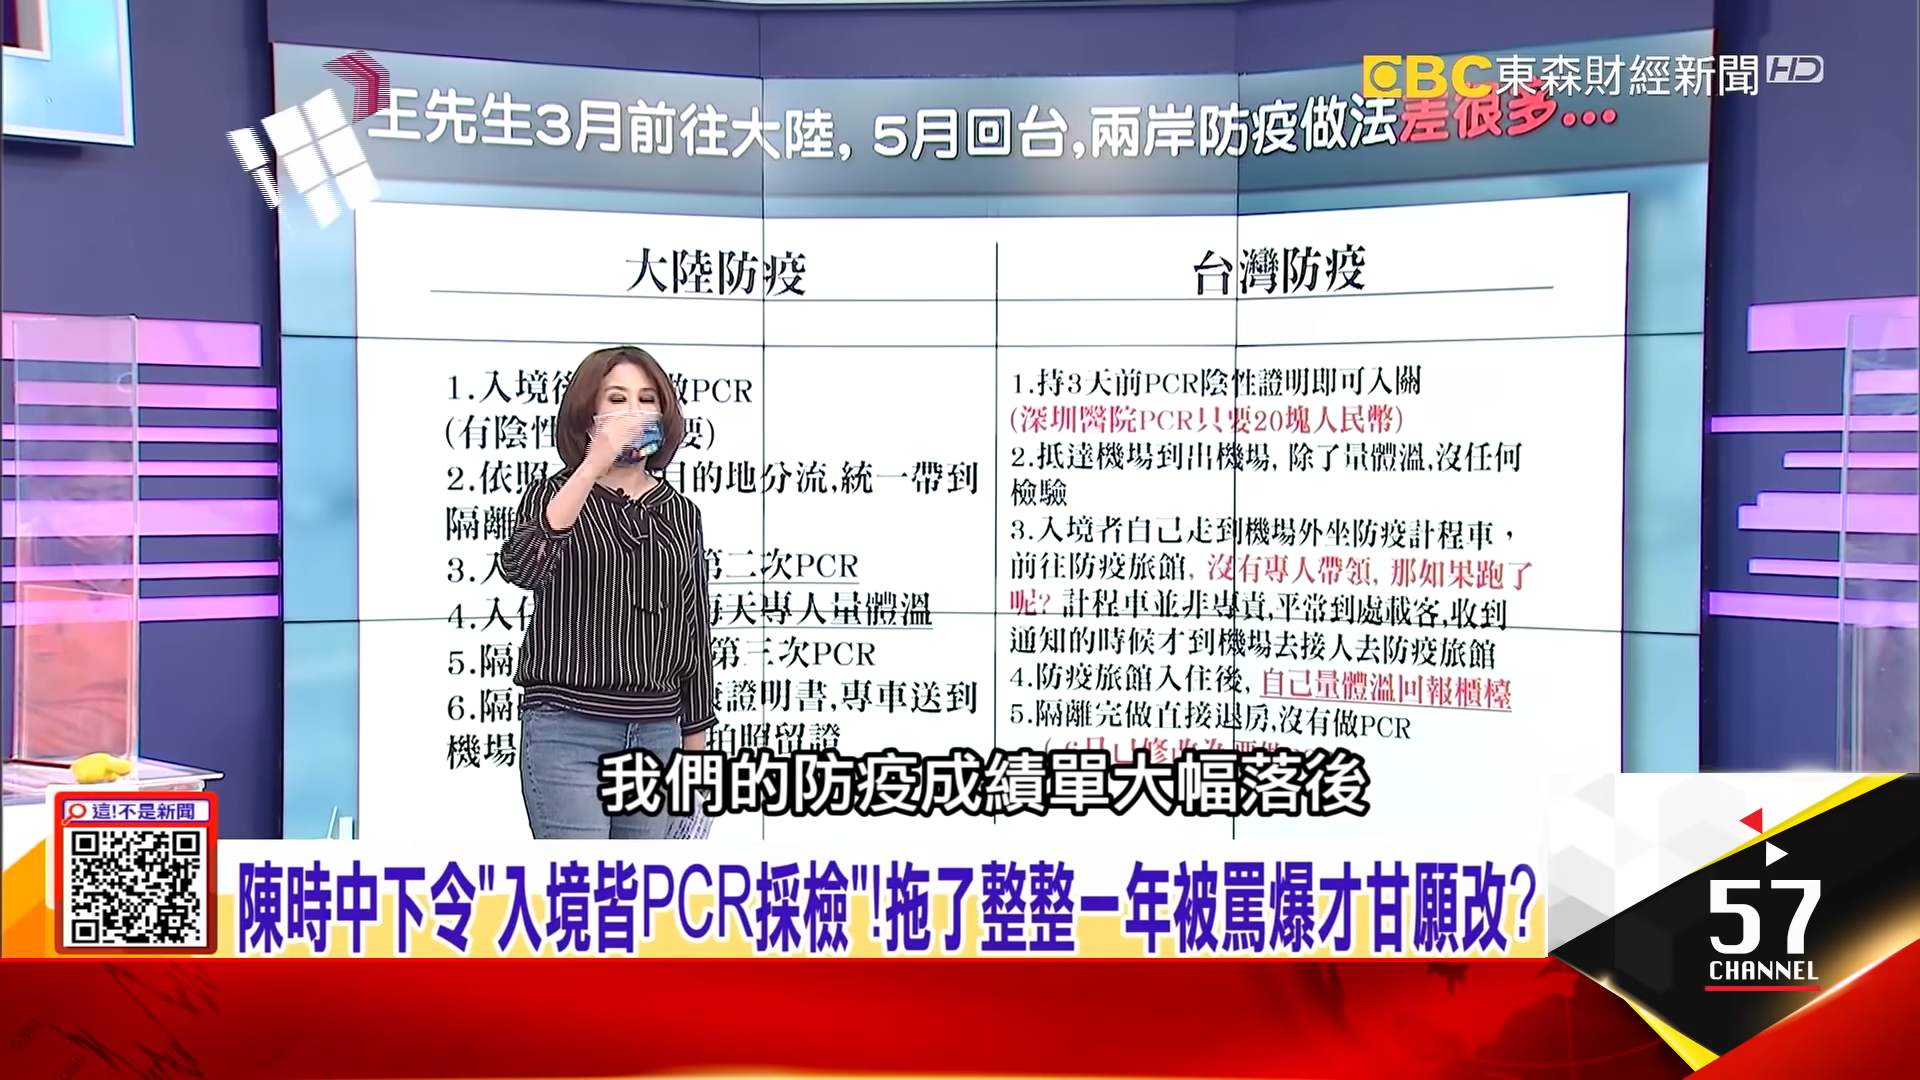 EBC東森財經新聞HD
王先生3月前往大陸, 5月回台,兩岸防疫做法差很多...
大陸防疫
1.入境後 做PCR
(有陰性 要)
2.依照 目的地分流,統一帶到
隔離
3.入 第二次PCR
4.入住 每天專人量體溫
5.隔 第三次PCR
6.隔 證明書,專車送到
機場 拍照留證
台灣防疫
1.持3天前PCR陰性證明即可入關
(深圳醫院PCR只要20塊人民幣)
2.抵達機場到出機場, 除了量體溫,沒任何
檢驗
3.入境者自己走到機場外坐防疫計程車，
前往防疫旅館, 沒有專人帶領, 那如果跑了
呢? 計程車並非專責,平常到處載客,收到
通知的時候才到機場去接人去防疫旅館
4.防疫旅館入住後, 自己量體溫回報櫃檯
5.隔離完做直接退房,沒有做PCR
我們的防疫成績單大幅落後
這!不是新聞
陳時中下令"入境皆PCR採檢"!拖了整整一年被罵爆才甘願改?
57
CHANNEL